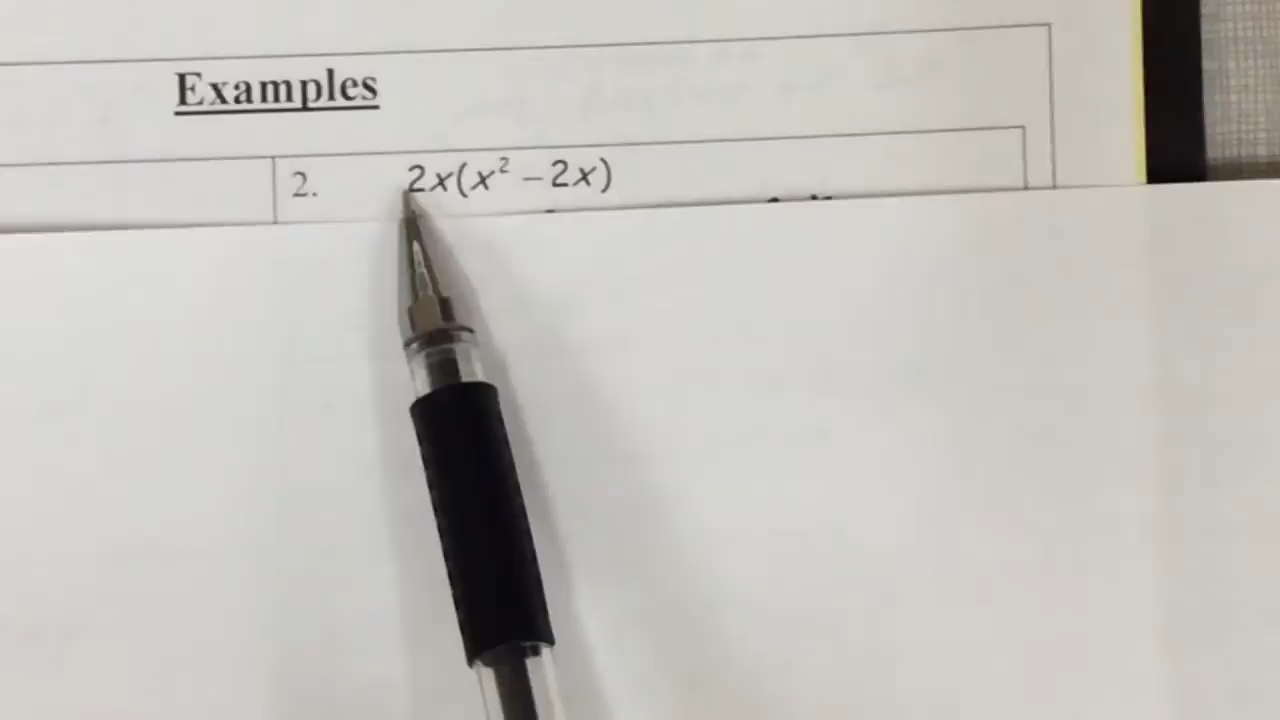 Examples
2. 2x(x² – 2x)